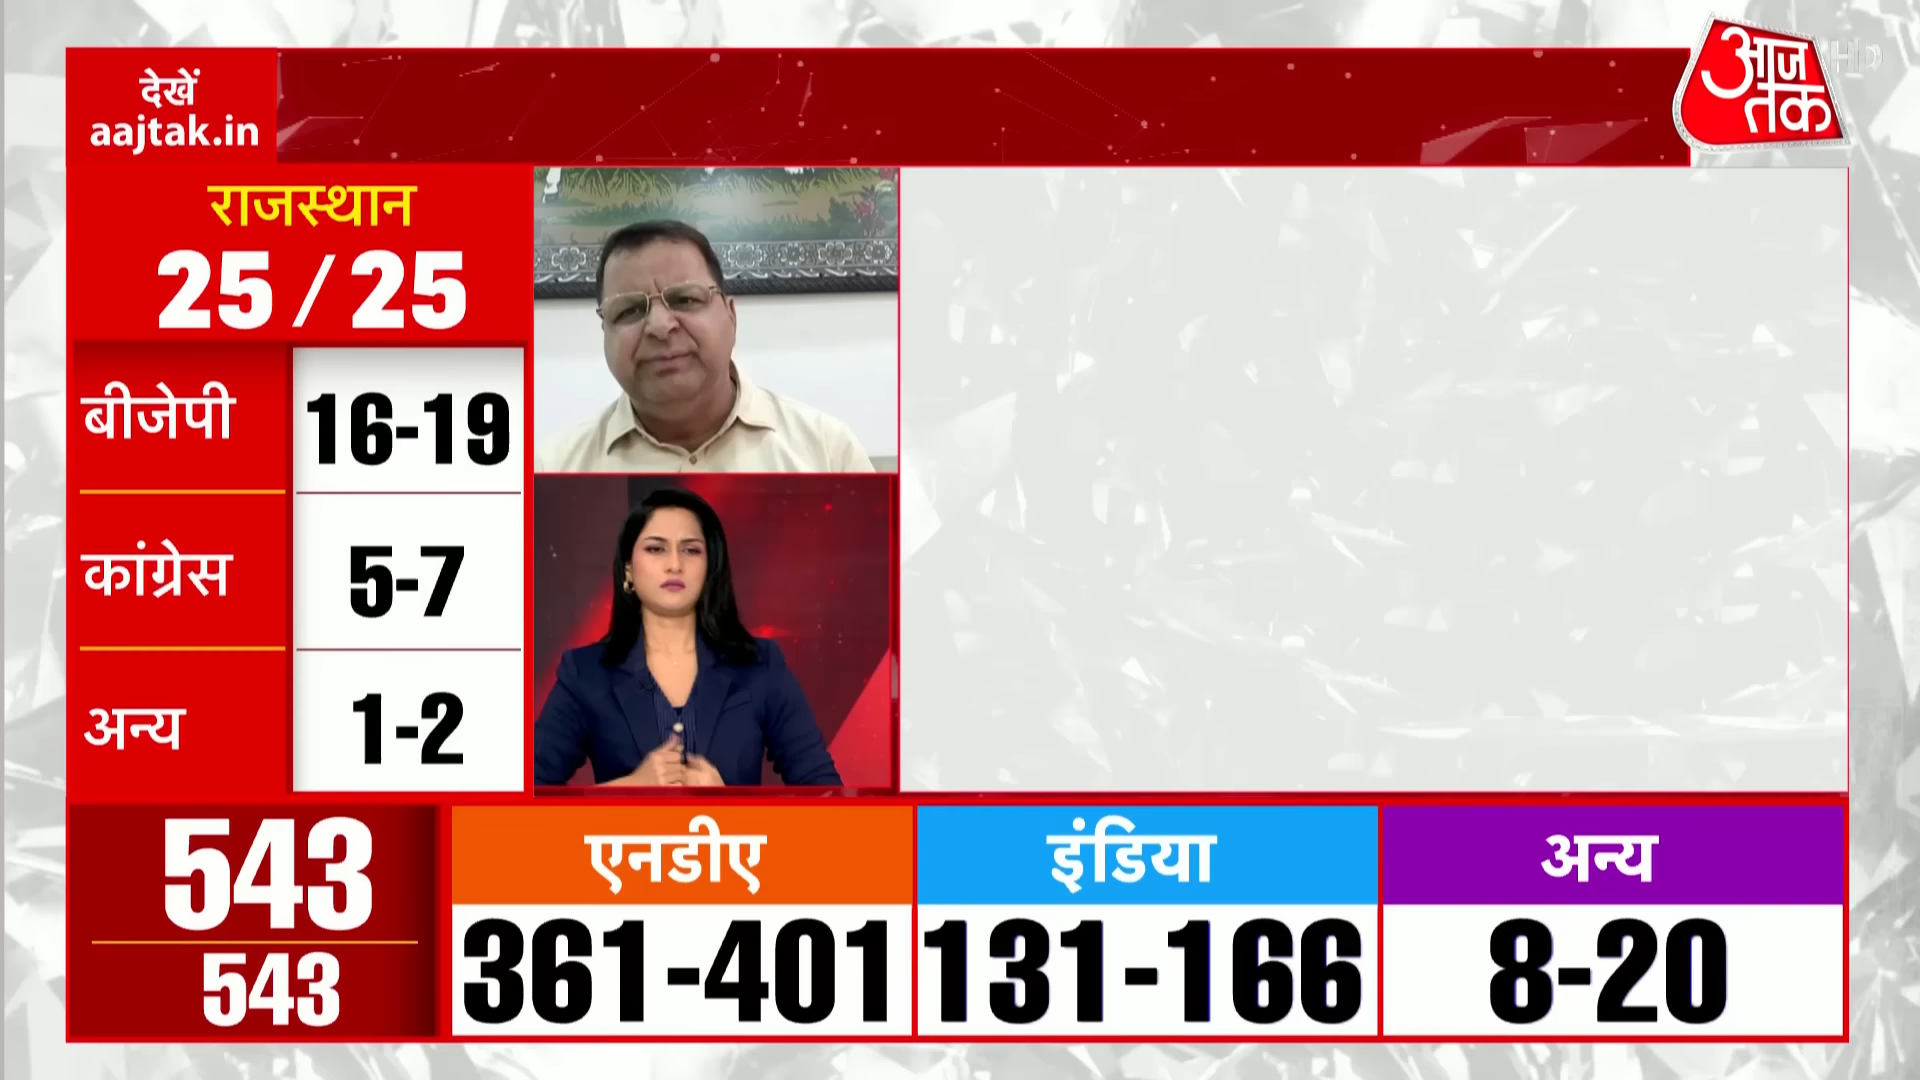 देखें
aajtak.in
आज
तक
HD
राजस्थान
25 / 25
बीजेपी 16-19
कांग्रेस 5-7
अन्य 1-2
543
543
एनडीए
361-401
इंडिया
131-166
अन्य
8-20